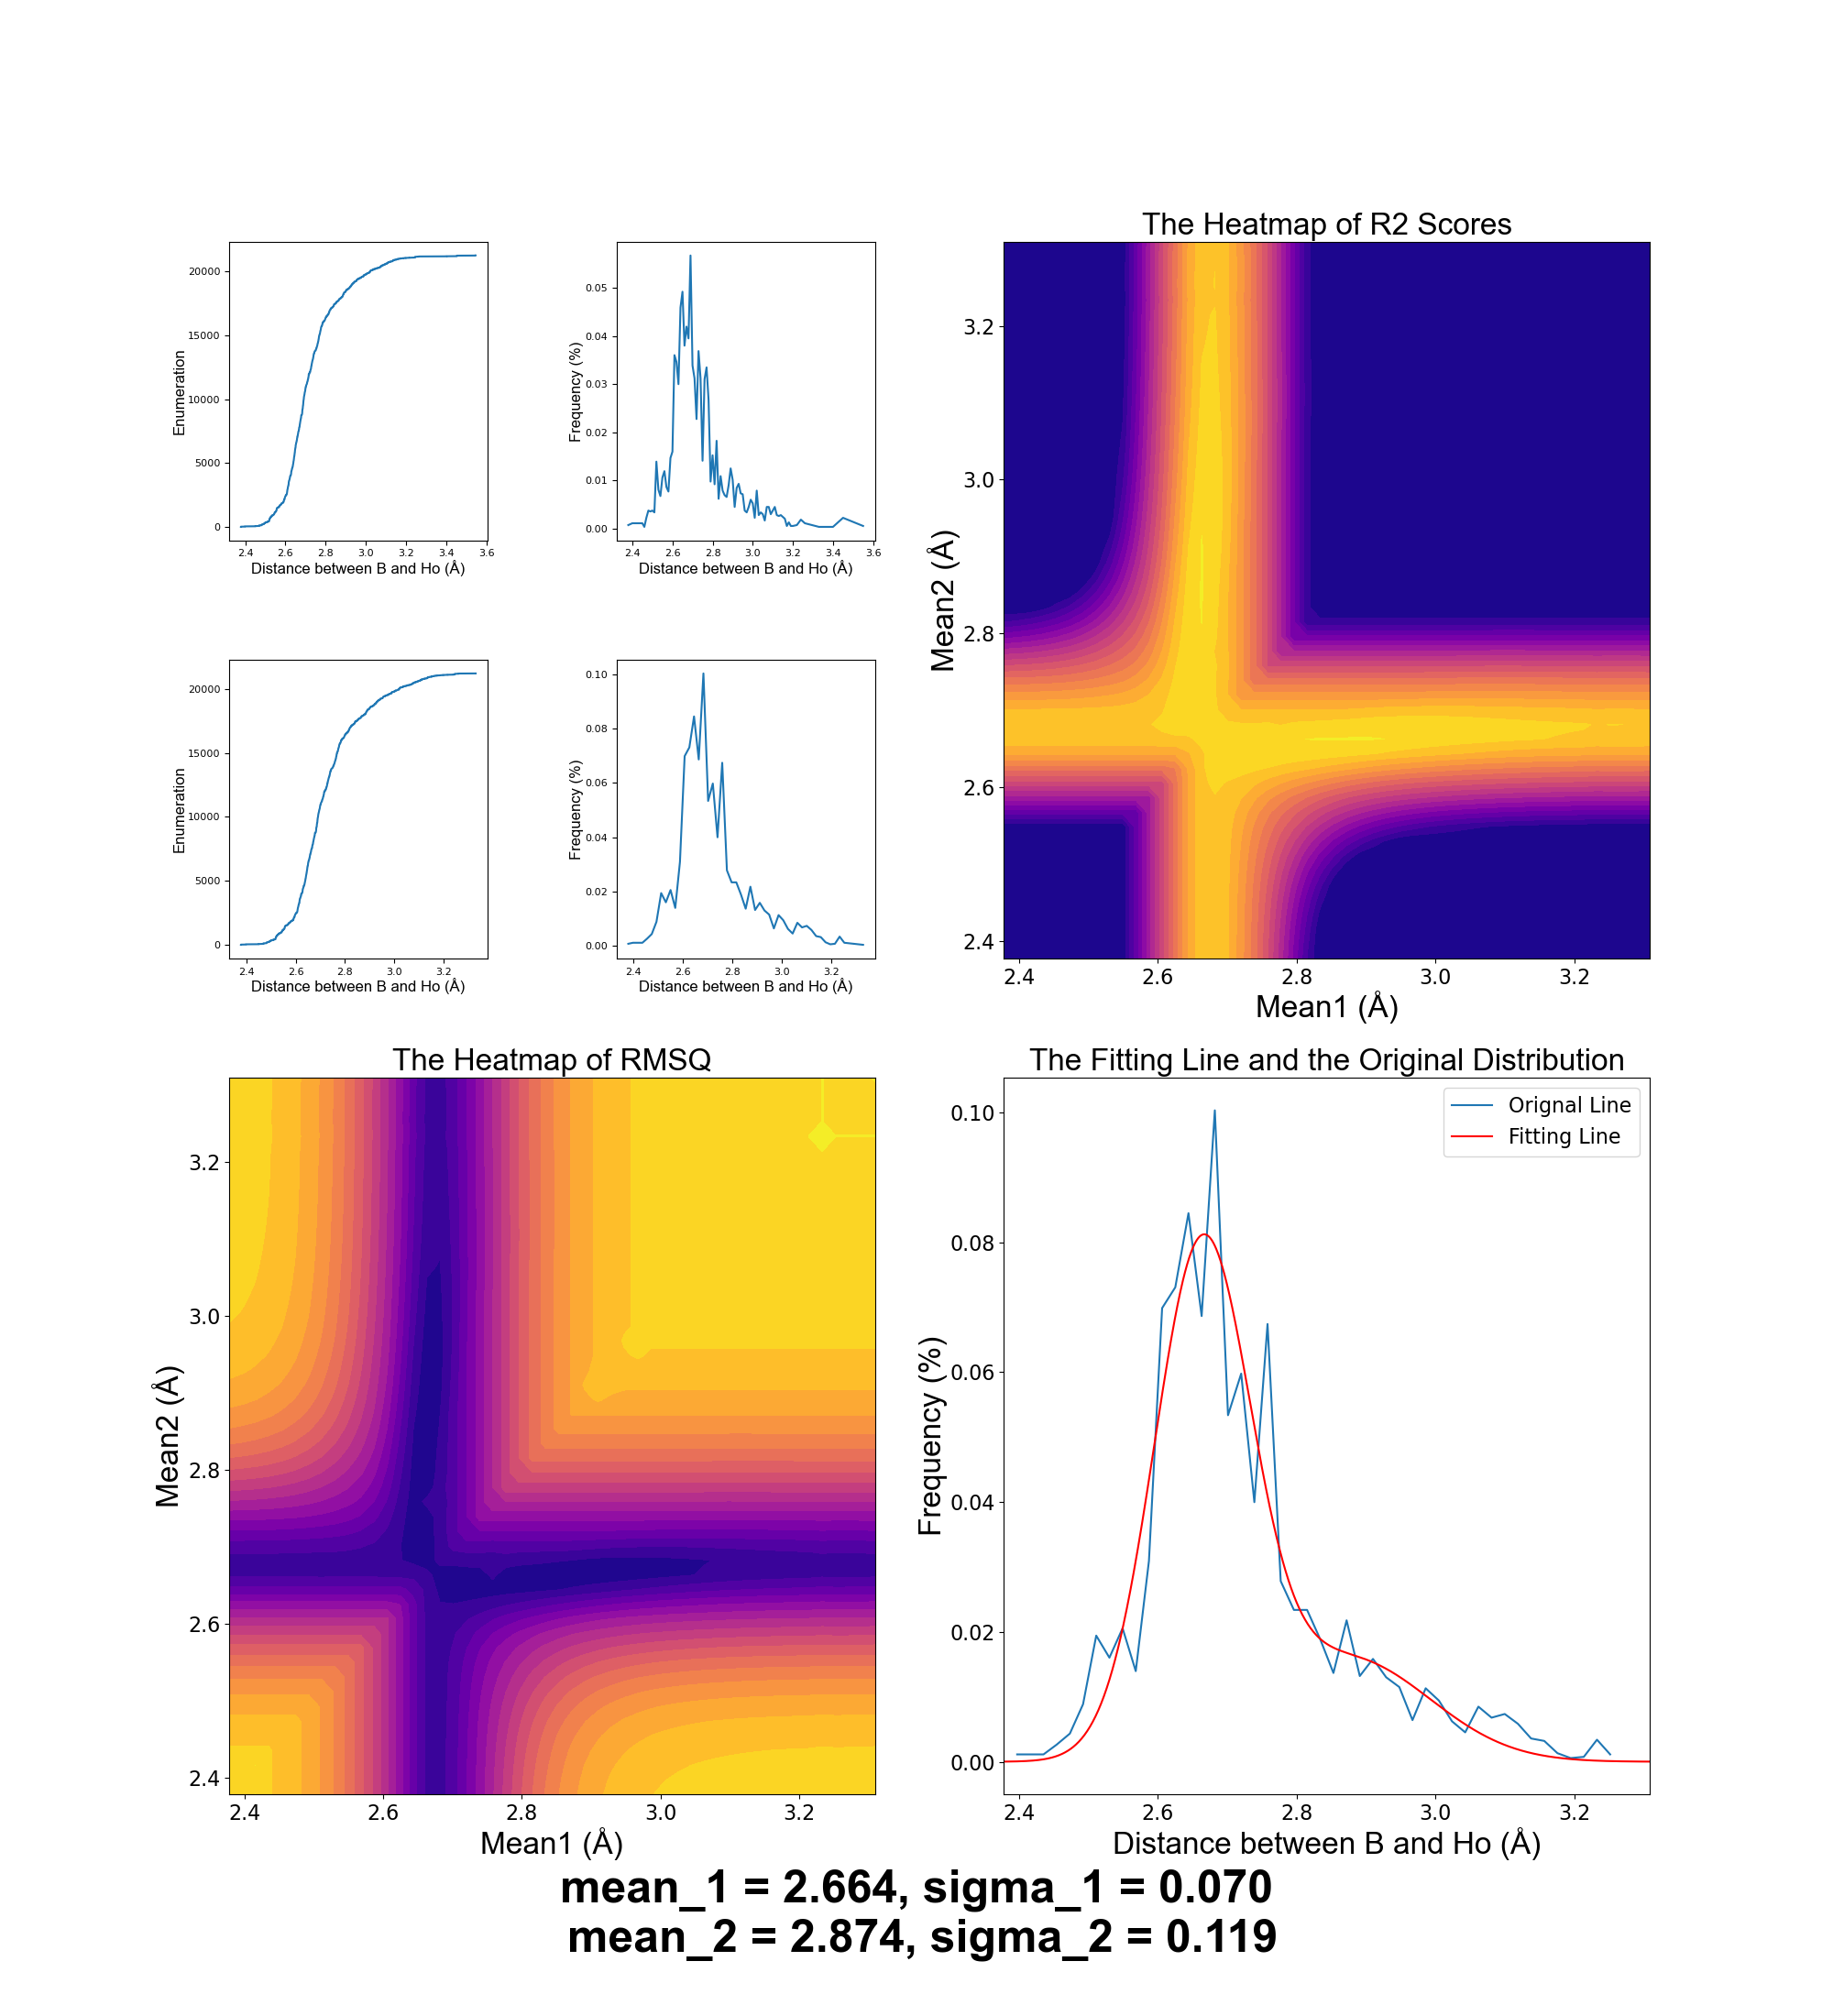 The Heatmap of R2 Scores
20000
15000
10000
5000
0
Enumeration
2.4 2.6 2.8 3.0 3.2 3.4 3.6
Distance between B and Ho (Å)
0.05
0.04
0.03
0.02
0.01
0.00
Frequency (%)
2.4 2.6 2.8 3.0 3.2 3.4 3.6
Distance between B and Ho (Å)
3.2
3.0
2.8
2.6
2.4
Mean2 (Å)
2.4 2.6 2.8 3.0 3.2
Mean1 (Å)
20000
15000
10000
5000
0
Enumeration
2.4 2.6 2.8 3.0 3.2
Distance between B and Ho (Å)
0.10
0.08
0.06
0.04
0.02
0.00
Frequency (%)
2.4 2.6 2.8 3.0 3.2
Distance between B and Ho (Å)
The Heatmap of RMSQ
3.2
3.0
2.8
2.6
2.4
Mean2 (Å)
2.4 2.6 2.8 3.0 3.2
Mean1 (Å)
The Fitting Line and the Original Distribution
Orignal Line
Fitting Line
0.10
0.08
0.06
0.04
0.02
0.00
Frequency (%)
2.4 2.6 2.8 3.0 3.2
Distance between B and Ho (Å)
mean_1 = 2.664, sigma_1 = 0.070
mean_2 = 2.874, sigma_2 = 0.119